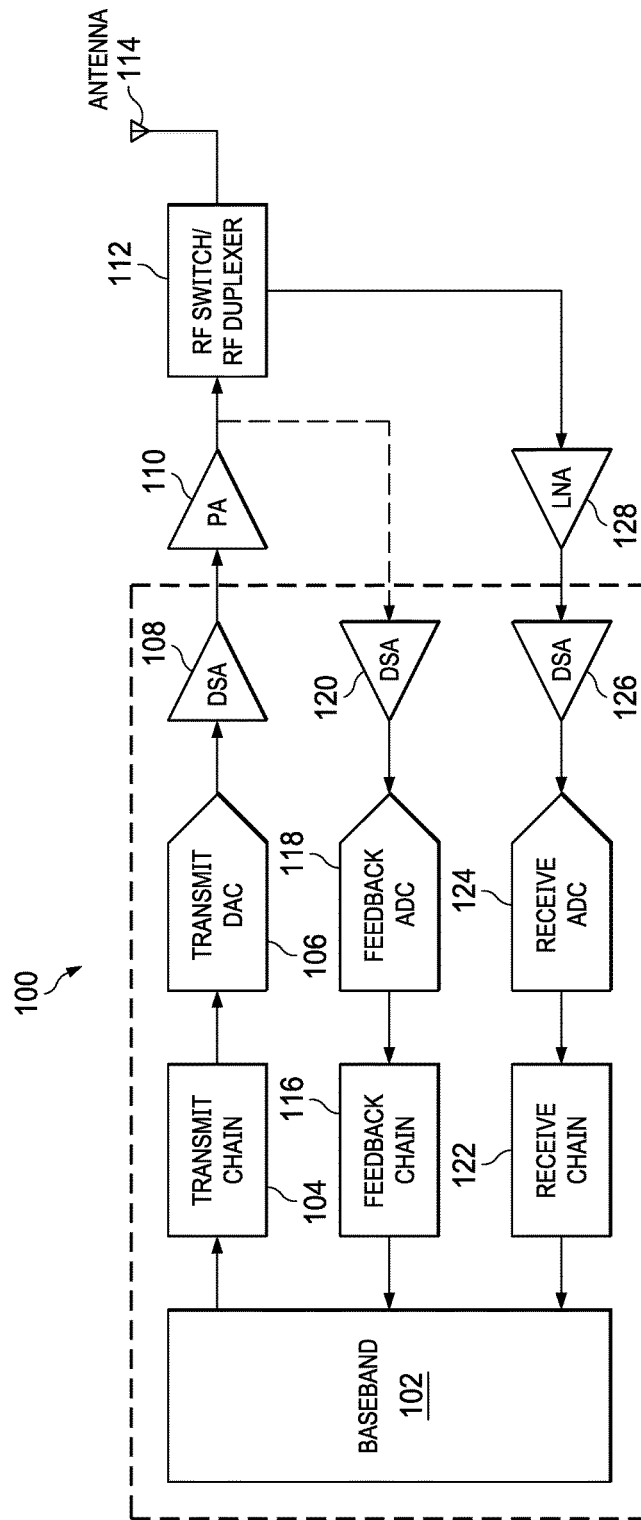 100
BASEBAND
102
TRANSMIT
CHAIN
104
TRANSMIT
DAC
106
DSA
108
PA
110
RF SWITCH/
RF DUPLEXER
112
ANTENNA
114
FEEDBACK
CHAIN
116
FEEDBACK
ADC
118
DSA
120
RECEIVE
CHAIN
122
RECEIVE
ADC
124
DSA
126
LNA
128